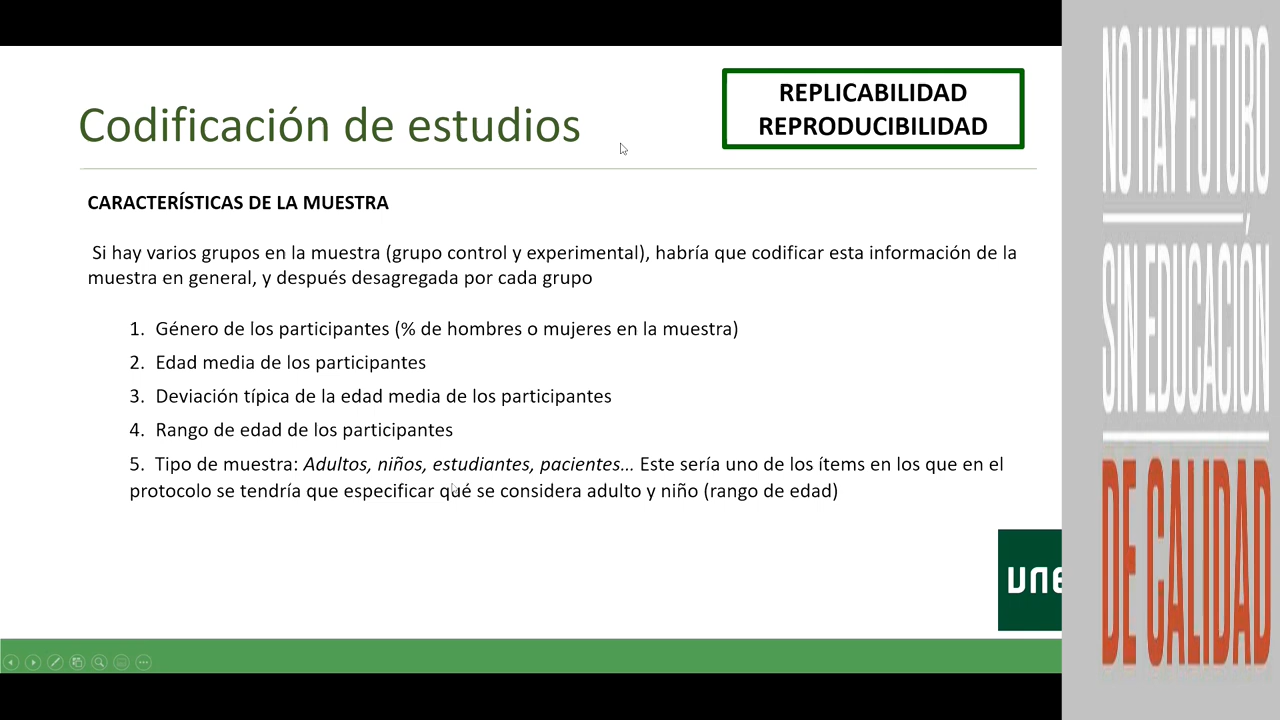 Codificación de estudios
REPLICABILIDAD
REPRODUCIBILIDAD
CARACTERÍSTICAS DE LA MUESTRA
Si hay varios grupos en la muestra (grupo control y experimental), habría que codificar esta información de la
muestra en general, y después desagregada por cada grupo
1. Género de los participantes (% de hombres o mujeres en la muestra)
2. Edad media de los participantes
3. Deviación típica de la edad media de los participantes
4. Rango de edad de los participantes
5. Tipo de muestra: Adultos, niños, estudiantes, pacientes... Este sería uno de los ítems en los que en el
protocolo se tendría que especificar qué se considera adulto y niño (rango de edad)
UNE
NO HAY FUTURO
SIN EDUCACIÓN
DE CALIDAD